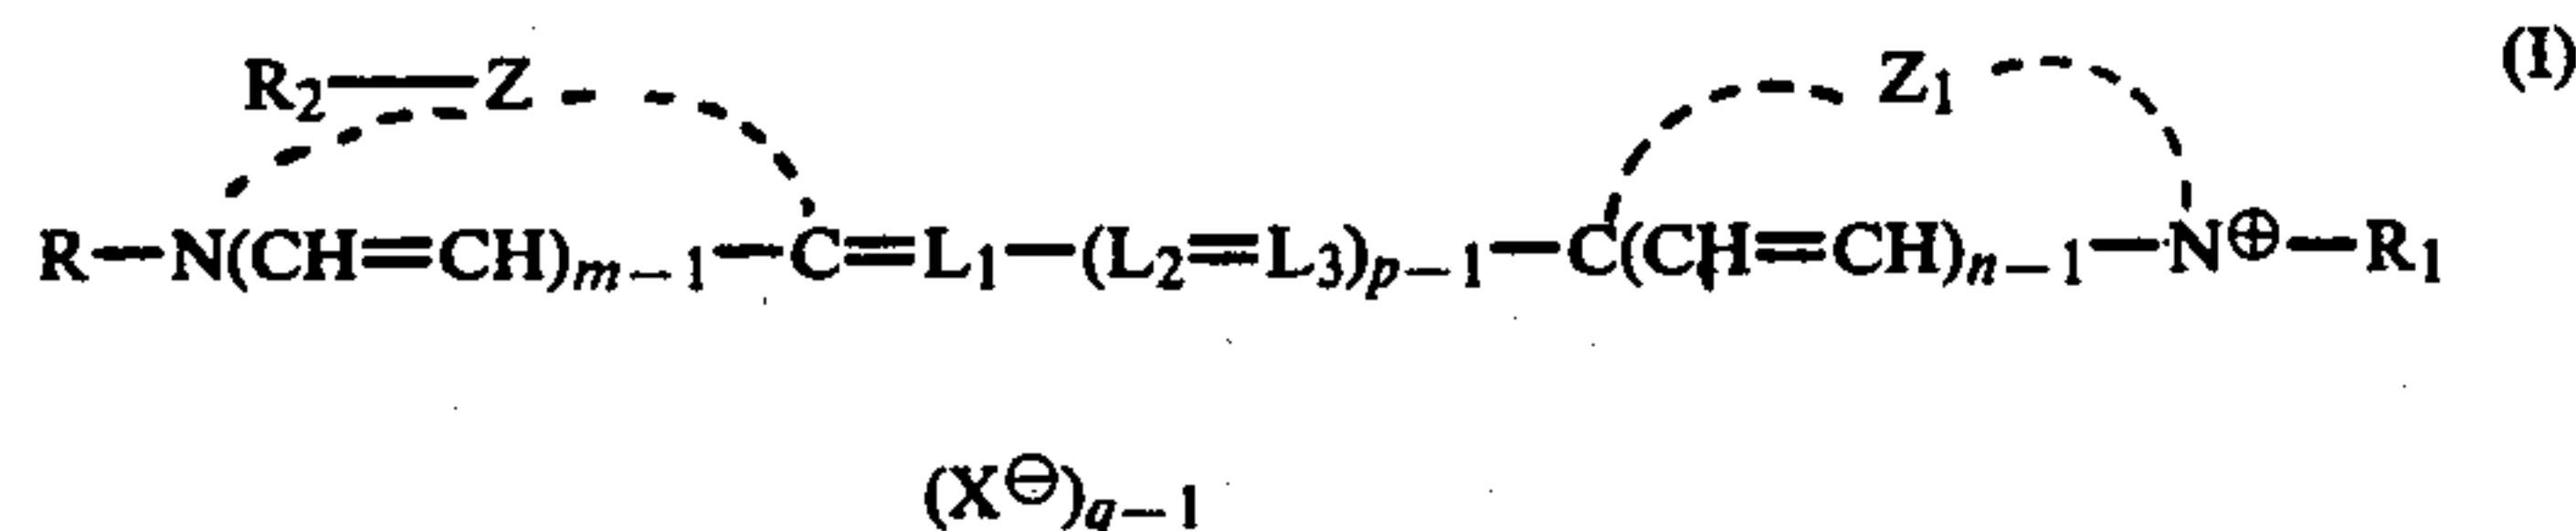 R₂—Z Z₁ (I)
R—N(CH=CH)ₘ₋₁—C=L₁—(L₂=L₃)ₚ₋₁—C(CH=CH)ₙ₋₁—N⊕—R₁
(X⊖)q₋₁